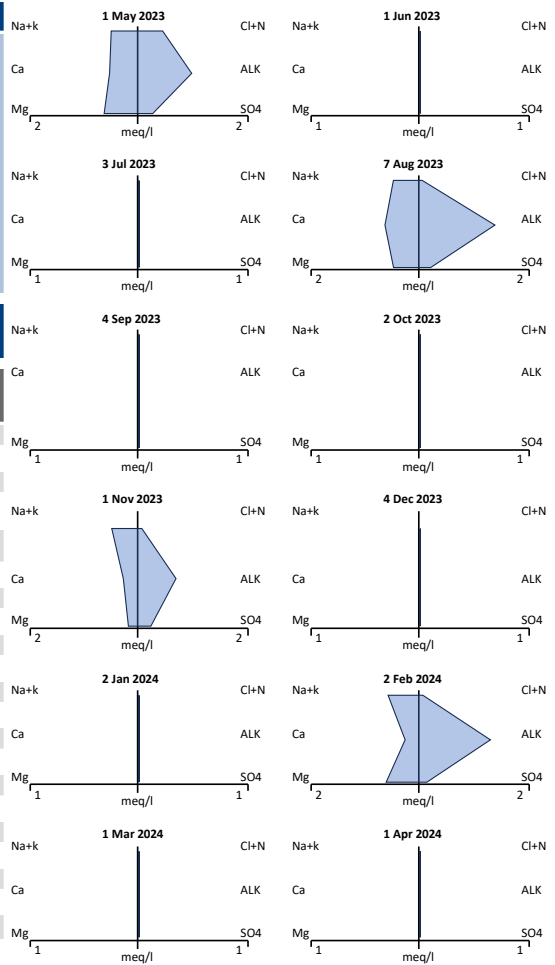 1 May 2023
Na+k Cl+N
Ca ALK
Mg SO4
2 2
meq/l
1 Jun 2023
Na+k Cl+N
Ca ALK
Mg SO4
1 1
meq/l
3 Jul 2023
Na+k Cl+N
Ca ALK
Mg SO4
1 1
meq/l
7 Aug 2023
Na+k Cl+N
Ca ALK
Mg SO4
2 2
meq/l
4 Sep 2023
Na+k Cl+N
Ca ALK
Mg SO4
1 1
meq/l
2 Oct 2023
Na+k Cl+N
Ca ALK
Mg SO4
1 1
meq/l
1 Nov 2023
Na+k Cl+N
Ca ALK
Mg SO4
2 2
meq/l
4 Dec 2023
Na+k Cl+N
Ca ALK
Mg SO4
1 1
meq/l
2 Jan 2024
Na+k Cl+N
Ca ALK
Mg SO4
1 1
meq/l
2 Feb 2024
Na+k Cl+N
Ca ALK
Mg SO4
2 2
meq/l
1 Mar 2024
Na+k Cl+N
Ca ALK
Mg SO4
1 1
meq/l
1 Apr 2024
Na+k Cl+N
Ca ALK
Mg SO4
1 1
meq/l